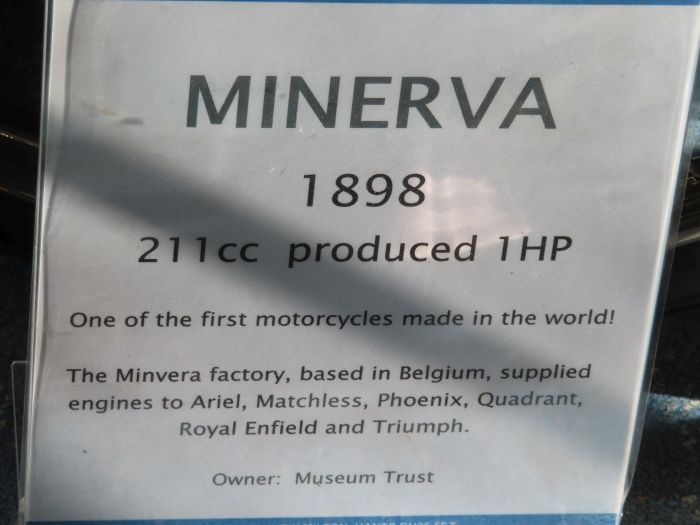 MINERVA
1898
211cc produced 1HP
One of the first motorcycles made in the world!
The Minvera factory, based in Belgium, supplied
engines to Ariel, Matchless, Phoenix, Quadrant,
Royal Enfield and Triumph.
Owner: Museum Trust